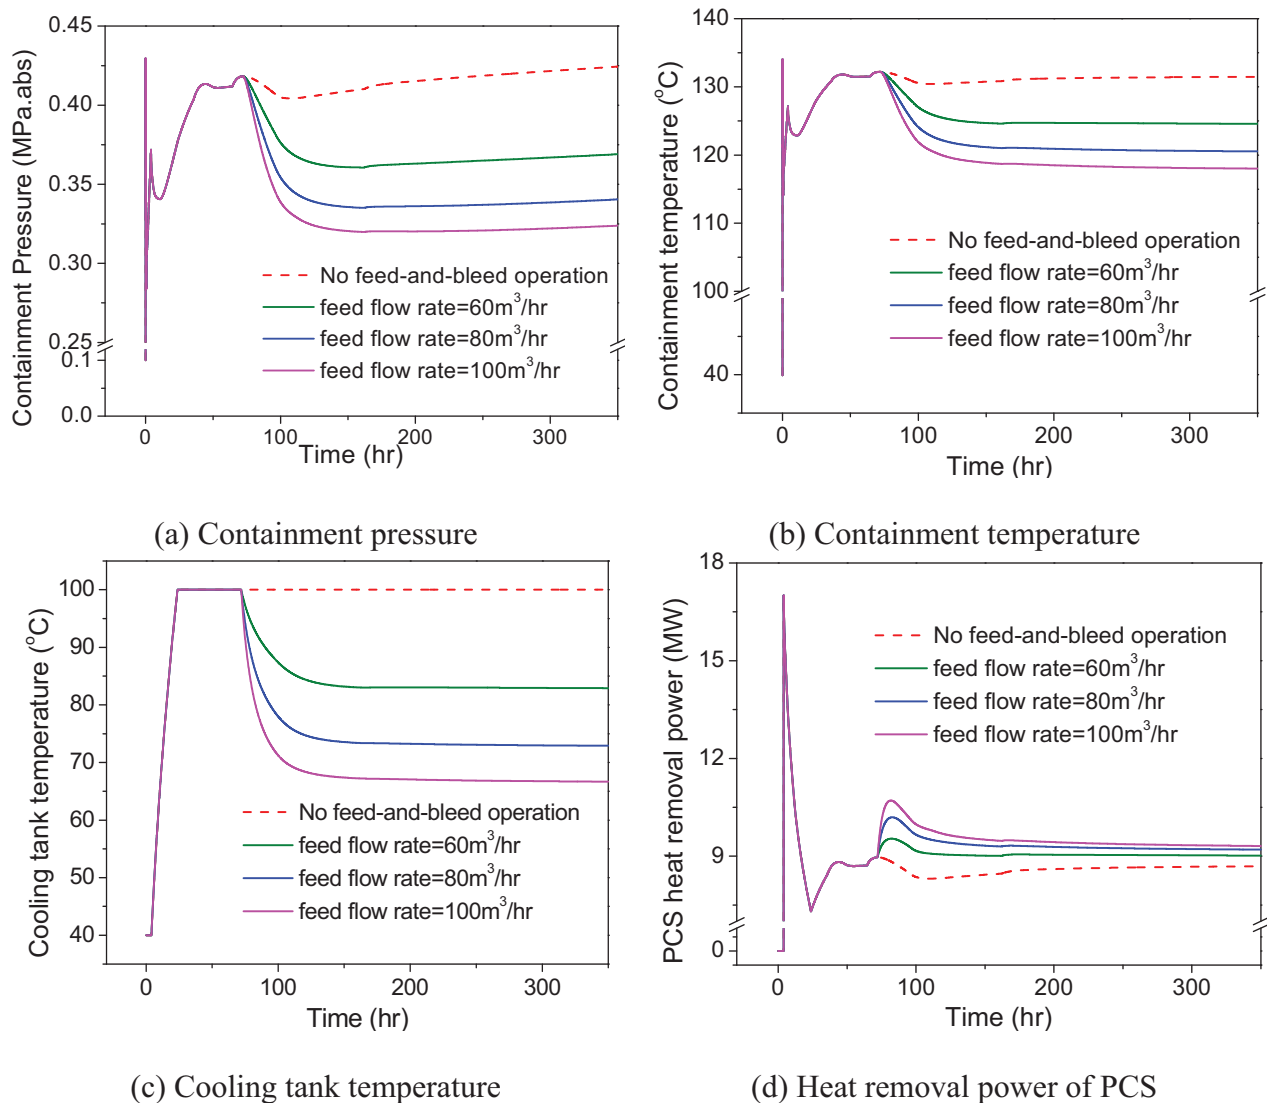 Containment Pressure (MPa.abs)
0.45
0.40
0.35
0.30
0.25
0.1
0.0
No feed-and-bleed operation
feed flow rate=60m³/hr
feed flow rate=80m³/hr
feed flow rate=100m³/hr
0 100 200 300
Time (hr)
(a) Containment pressure
Containment temperature (°C)
140
130
120
110
100
40
No feed-and-bleed operation
feed flow rate=60m³/hr
feed flow rate=80m³/hr
feed flow rate=100m³/hr
0 100 200 300
Time (hr)
(b) Containment temperature
Cooling tank temperature (°C)
100
90
80
70
60
50
40
No feed-and-bleed operation
feed flow rate=60m³/hr
feed flow rate=80m³/hr
feed flow rate=100m³/hr
0 100 200 300
Time (hr)
(c) Cooling tank temperature
PCS heat removal power (MW)
18
15
12
9
0
No feed-and-bleed operation
feed flow rate=60m³/hr
feed flow rate=80m³/hr
feed flow rate=100m³/hr
0 100 200 300
Time (hr)
(d) Heat removal power of PCS